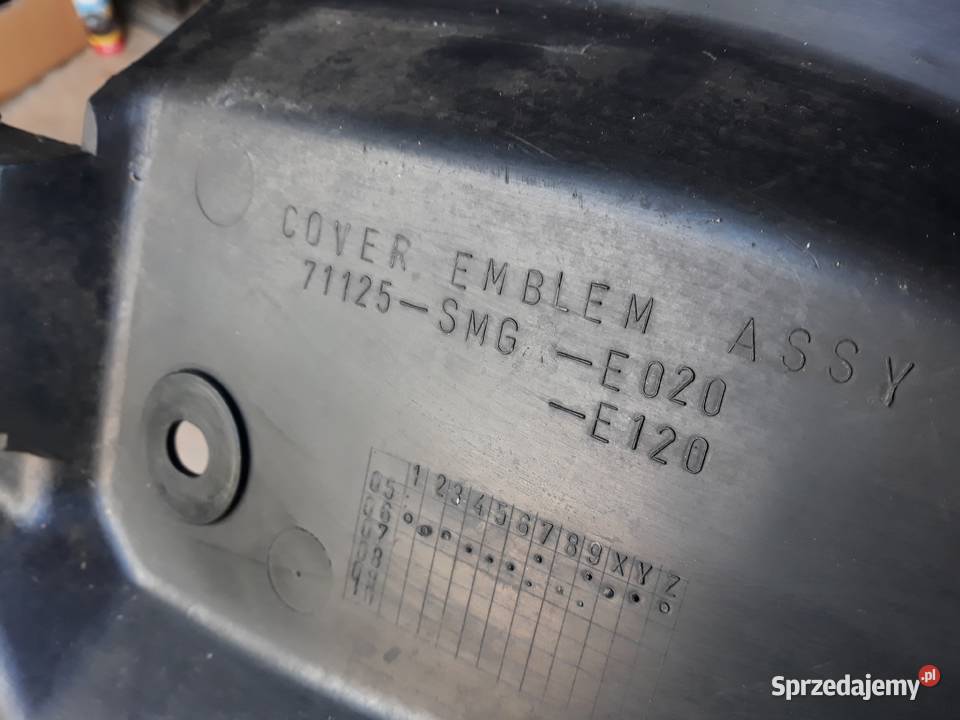 COVER EMBLEM ASSY
71125-SMG -E020
-E120
1 2 3 4 5 6 7 8 9 X Y Z
05
06
07
08
Sprzedajemy.pl